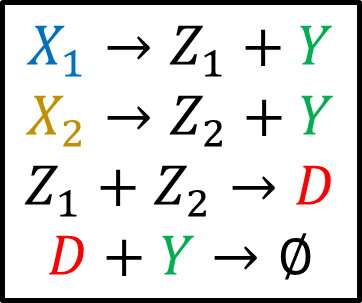 X₁ → Z₁ + Y
X₂ → Z₂ + Y
Z₁ + Z₂ → D
D + Y → ∅